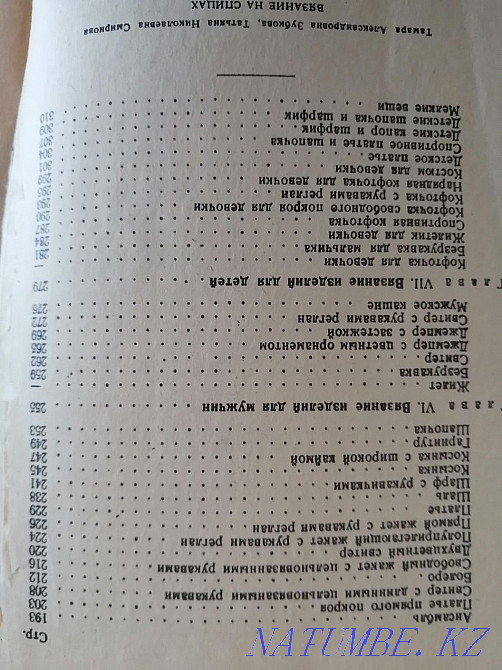 Стр.
Ансамбль . . . 193
Платье прямого покроя . . . 203
Свитер с длинными цельновязанными рукавами . . . 208
Болеро . . . 212
Свободный жакет с цельновязанными рукавами . . . 216
Двухцветный свитер . . . 220
Полуприлегающий жакет с рукавами реглан . . . 224
Прямой жакет с рукавами реглан . . . 226
Платье . . . 229
Шаль . . . 238
Шарф с рукавичками . . . 241
Косынка . . . 245
Косынка с широкой каймой . . . 247
Гарнитур . . . 249
Шапочка . . . 253
Глава VI. Вязание изделий для мужчин . . . 255
Жилет . . . —
Безрукавка . . . 259
Свитер . . . 262
Джемпер с цветным орнаментом . . . 265
Джемпер с застежкой . . . 269
Свитер с рукавами реглан . . . 272
Мужское кашне . . . 276
Глава VII. Вязание изделий для детей . . . 279
Кофточка для девочки . . . —
Безрукавка для мальчика . . . 281
Жилетик для девочки . . . 284
Спортивная кофточка . . . 287
Кофточка свободного покроя для девочки . . . 290
Кофточка с рукавами реглан . . . 293
Нарядная кофточка для девочки . . . 295
Костюм для девочки . . . 299
Детское платье . . . 301
Спортивное платье и шапочка . . . 304
Детские капор и шарфик . . . 307
Детские шапочка и шарфик . . . 309
Мелкие вещи . . . 310
Тамара Александровна Зубкова, Татьяна Николаевна Смирнова
ВЯЗАНИЕ НА СПИЦАХ
NATUMBE.KZ